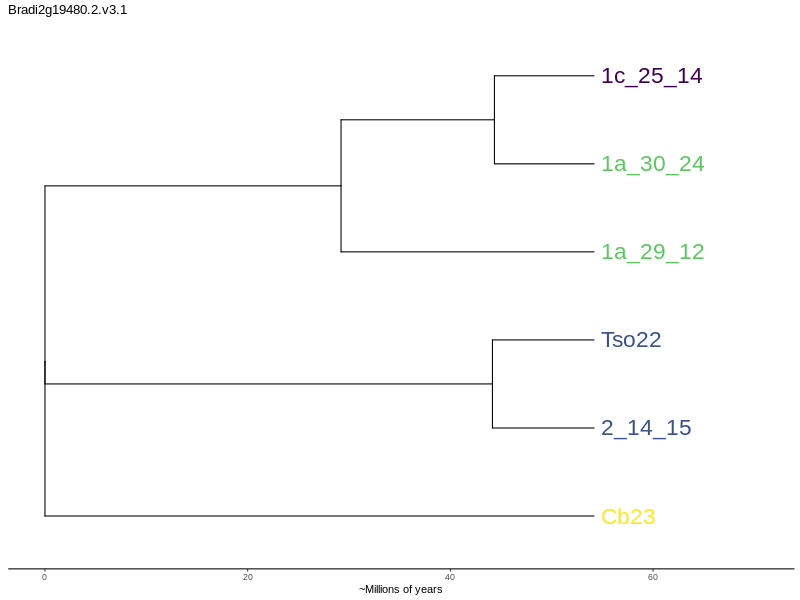 Bradi2g19480.2.v3.1
1c_25_14
1a_30_24
1a_29_12
Tso22
2_14_15
Cb23
0 20 40 60
~Millions of years